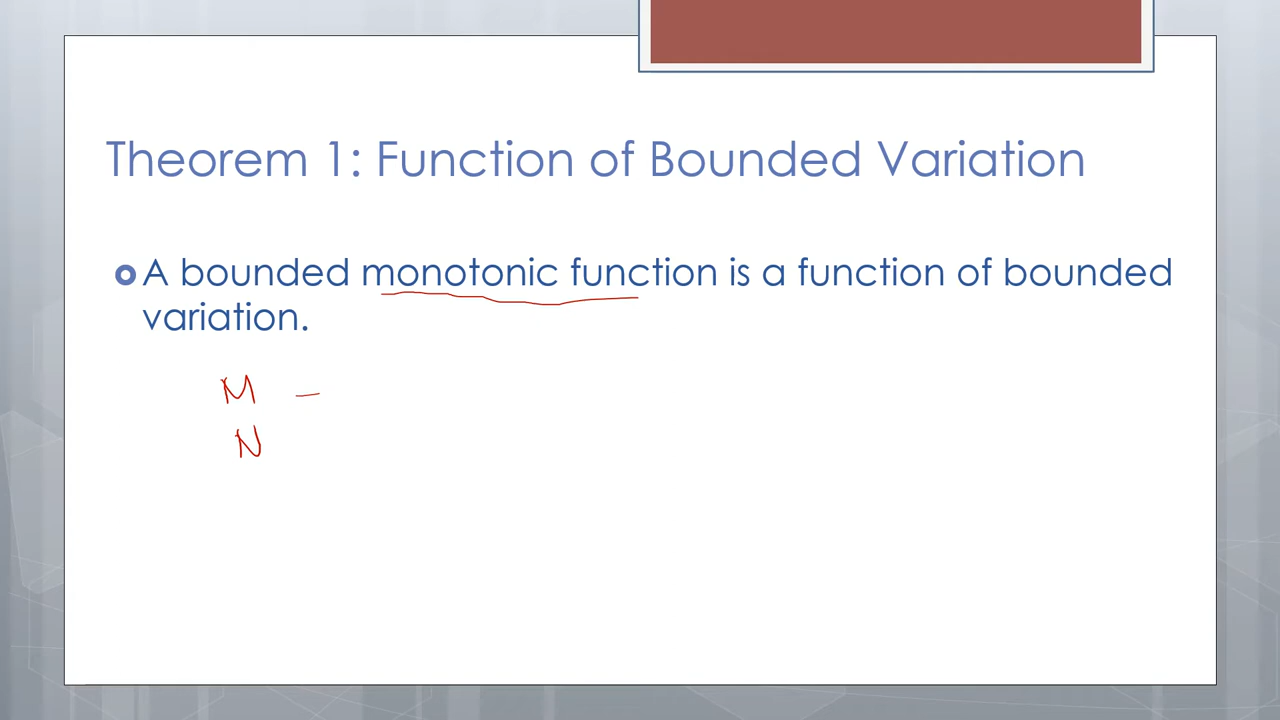 Theorem 1: Function of Bounded Variation
A bounded monotonic function is a function of bounded
variation.
M —
N